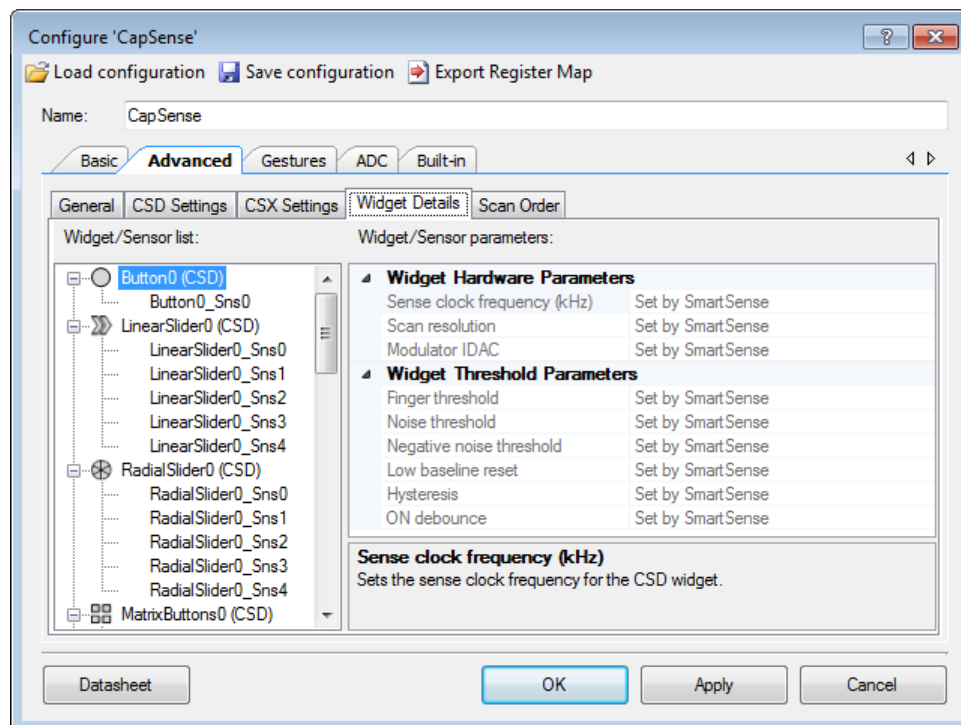 Configure 'CapSense'
Load configuration Save configuration Export Register Map
Name: CapSense
Basic Advanced Gestures ADC Built-in
General CSD Settings CSX Settings Widget Details Scan Order
Widget/Sensor list: Widget/Sensor parameters:
Button0 (CSD)
Button0_Sns0
LinearSlider0 (CSD)
LinearSlider0_Sns0
LinearSlider0_Sns1
LinearSlider0_Sns2
LinearSlider0_Sns3
LinearSlider0_Sns4
RadialSlider0 (CSD)
RadialSlider0_Sns0
RadialSlider0_Sns1
RadialSlider0_Sns2
RadialSlider0_Sns3
RadialSlider0_Sns4
MatrixButtons0 (CSD)
Widget Hardware Parameters
Sense clock frequency (kHz) Set by SmartSense
Scan resolution Set by SmartSense
Modulator IDAC Set by SmartSense
Widget Threshold Parameters
Finger threshold Set by SmartSense
Noise threshold Set by SmartSense
Negative noise threshold Set by SmartSense
Low baseline reset Set by SmartSense
Hysteresis Set by SmartSense
ON debounce Set by SmartSense
Sense clock frequency (kHz)
Sets the sense clock frequency for the CSD widget.
Datasheet OK Apply Cancel